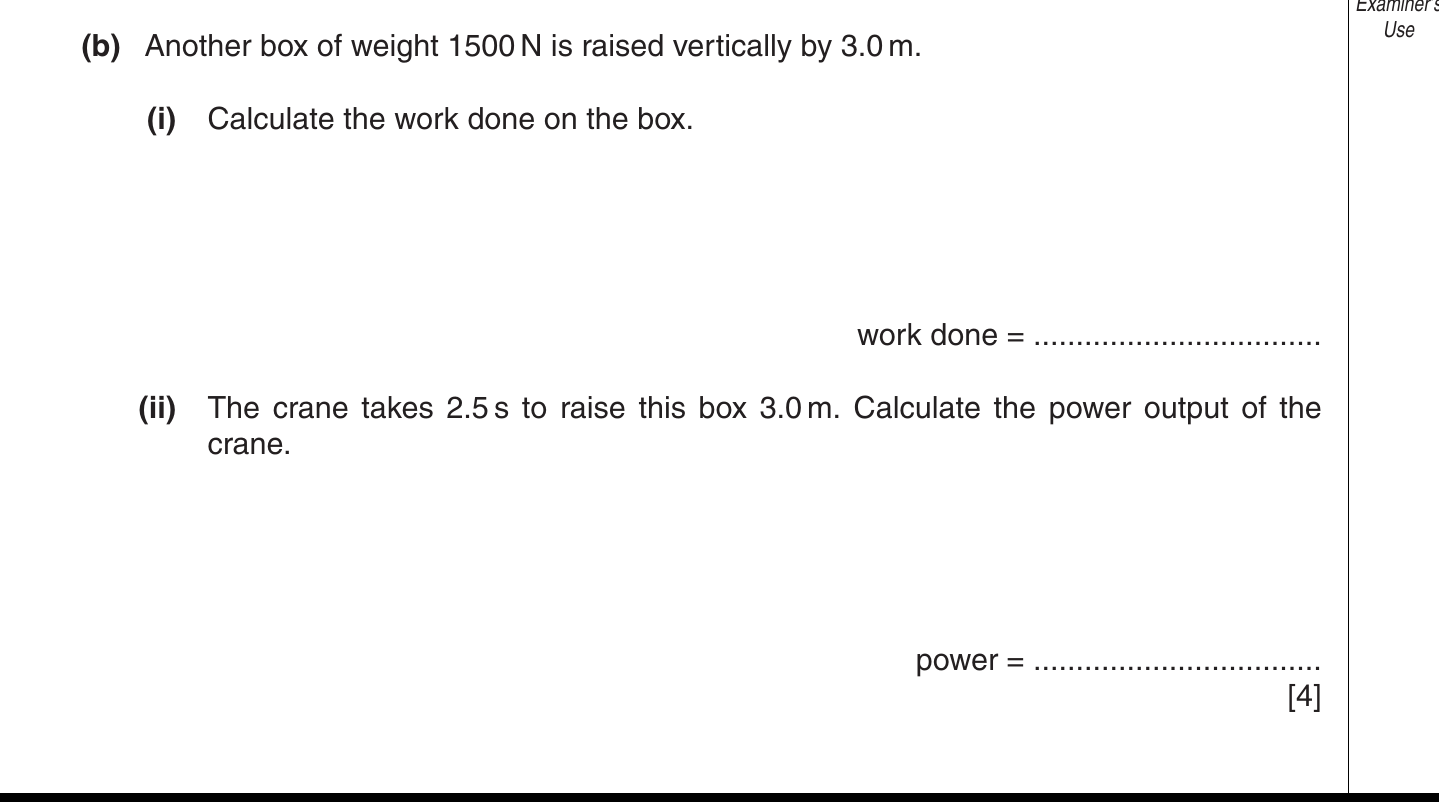 Examiner's
Use
(b) Another box of weight 1500 N is raised vertically by 3.0 m.
(i) Calculate the work done on the box.
work done = ..................................
(ii) The crane takes 2.5 s to raise this box 3.0 m. Calculate the power output of the
crane.
power = ..................................
[4]